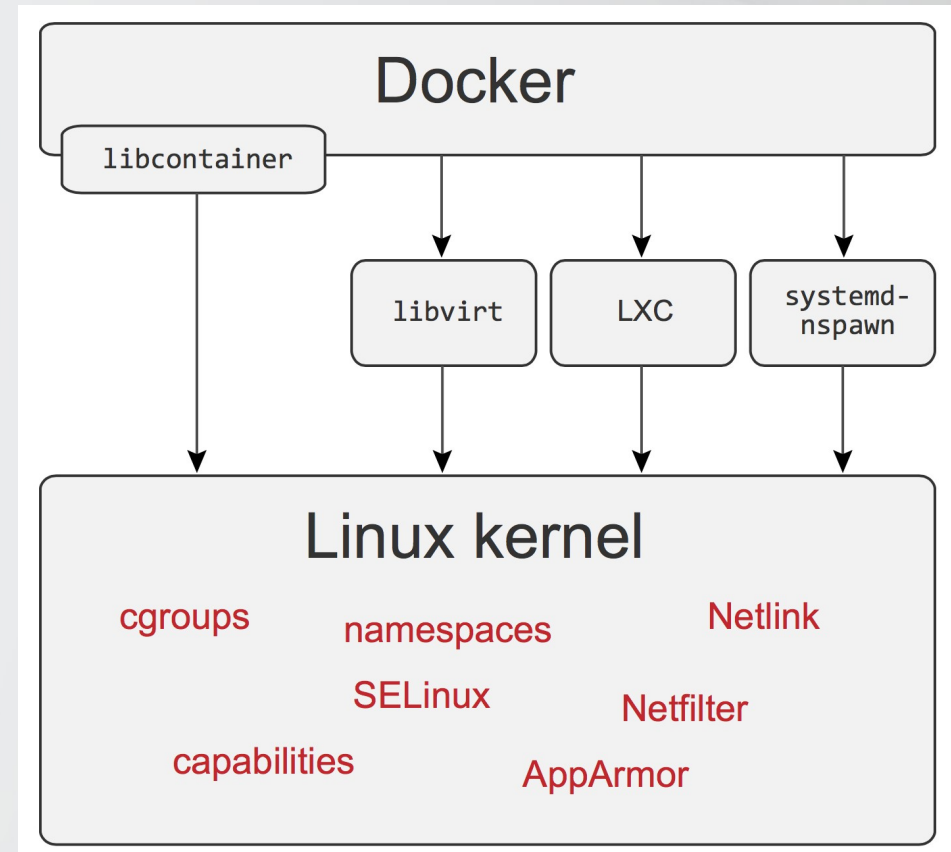 Docker
libcontainer
libvirt
LXC
systemd-
nspawn
Linux kernel
cgroups
namespaces
Netlink
SELinux
Netfilter
capabilities
AppArmor